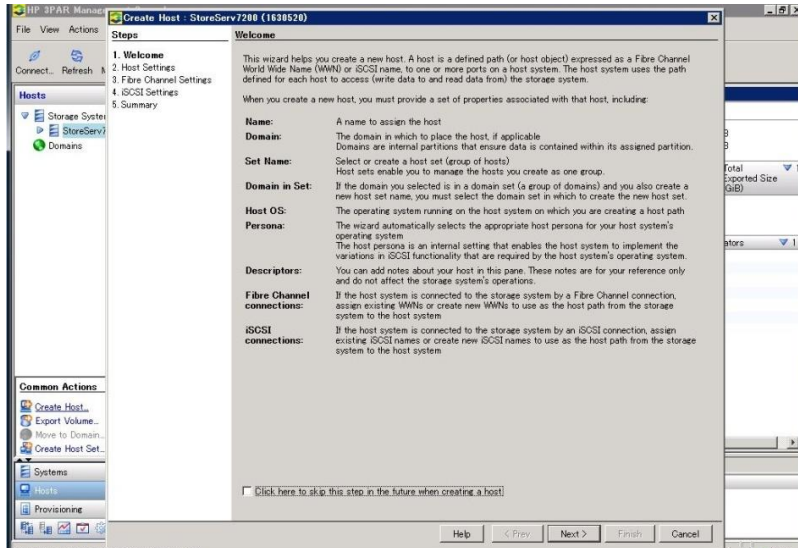 HP 3PAR Manag
Create Host : StoreServ7200 (1630520)
File View Actions
Steps
Welcome
Connect... Refresh
1. Welcome
2. Host Settings
3. Fibre Channel Settings
4. iSCSI Settings
5. Summary
This wizard helps you create a new host. A host is a defined path (or host object) expressed as a Fibre Channel
World Wide Name (WWN) or iSCSI name, to one or more ports on a host system. The host system uses the path
defined for each host to access (write data to and read data from) the storage system.
When you create a new host, you must provide a set of properties associated with that host, including:
Name: A name to assign the host
Domain: The domain in which to place the host, if applicable
Domains are internal partitions that ensure data is contained within its assigned partition.
Set Name: Select or create a host set (group of hosts)
Host sets enable you to manage the hosts you create as one group.
Domain in Set: If the domain you selected is in a domain set (a group of domains) and you also create a
new host set name, you must select the domain set in which to create the new host set.
Host OS: The operating system running on the host system on which you are creating a host path
Persona: The wizard automatically selects the appropriate host persona for your host system's
operating system
The host persona is an internal setting that enables the host system to implement the
variations in iSCSI functionality that are required by the host system's operating system.
Descriptors: You can add notes about your host in this pane. These notes are for your reference only
and do not affect the storage system's operations.
Fibre Channel connections: If the host system is connected to the storage system by a Fibre Channel connection,
assign existing WWNs or create new WWNs to use as the host path from the storage
system to the host system
iSCSI connections: If the host system is connected to the storage system by an iSCSI connection, assign
existing iSCSI names or create new iSCSI names to use as the host path from the storage
system to the host system
Click here to skip this step in the future when creating a host
Help
< Prev
Next >
Finish
Cancel
Hosts
Storage Syste
StoreServ7
Domains
Common Actions
Create Host...
Export Volume...
Move to Domain...
Create Host Set...
Systems
Hosts
Provisioning
Total
Exported Size
(GiB)
ators